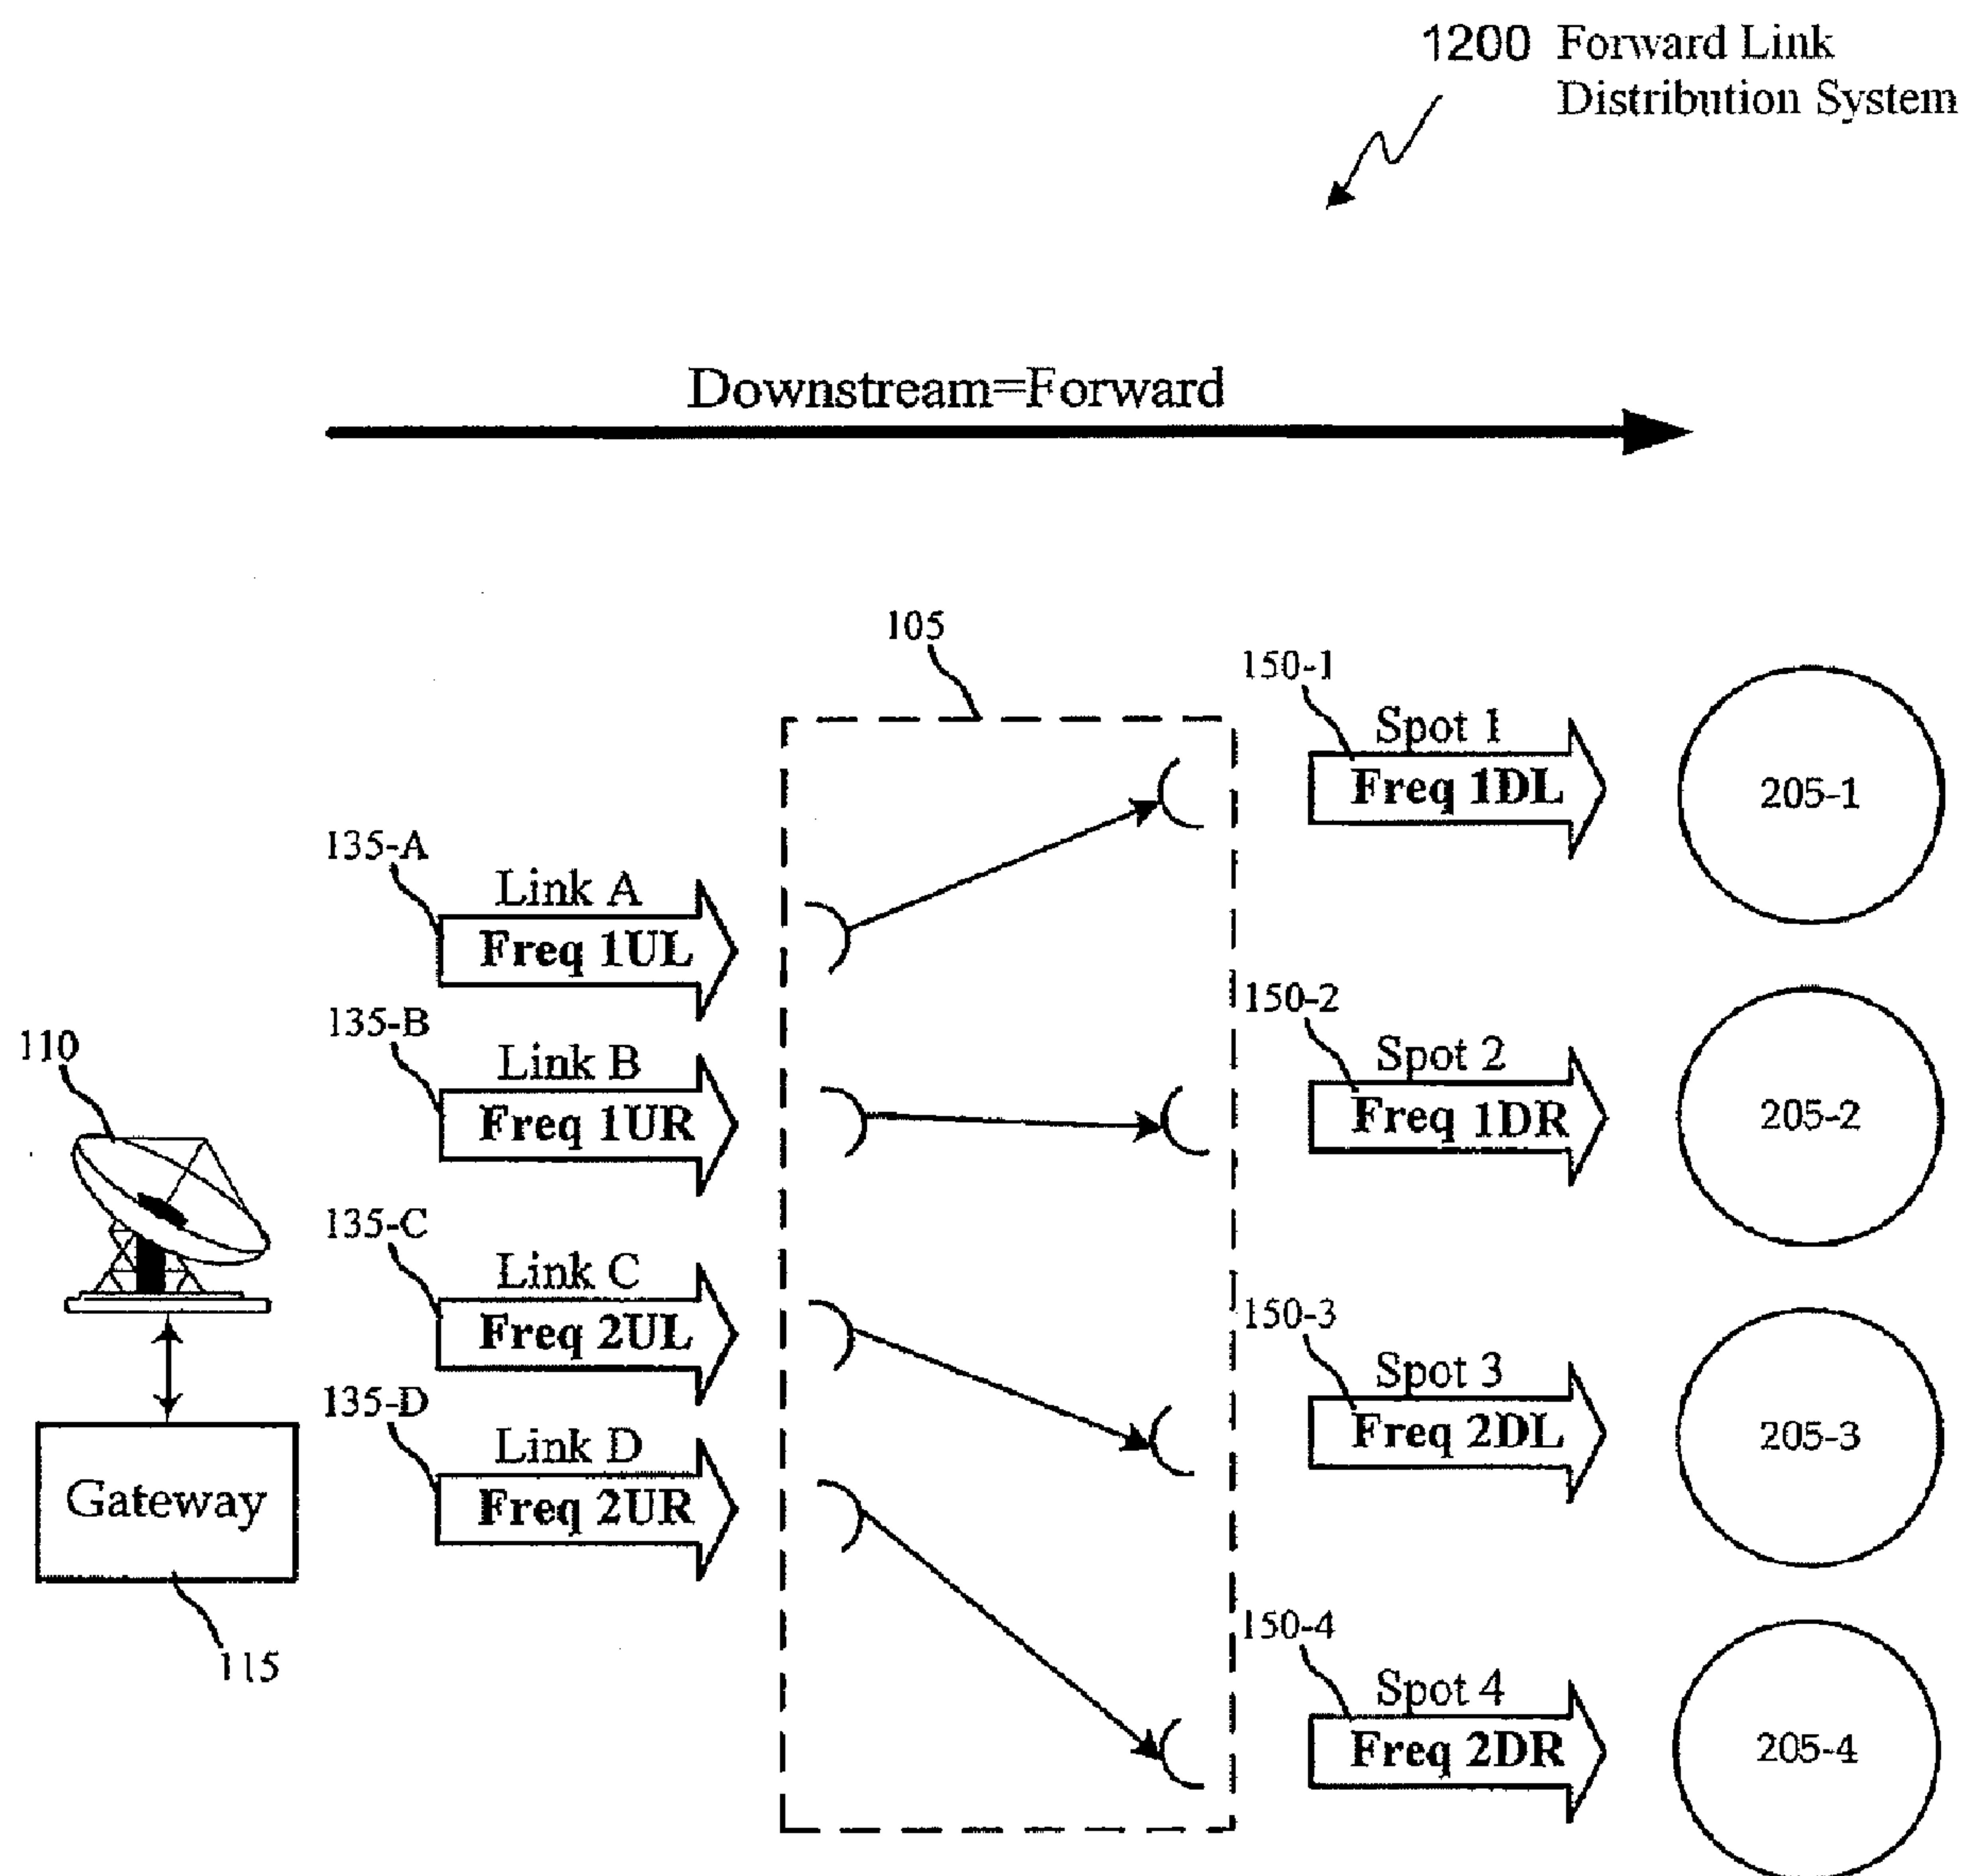 1200 Forward Link
Distribution System
Downstream=Forward
105
150-1
Spot 1
Freq 1DL
205-1
135-A
Link A
Freq 1UL
150-2
Spot 2
Freq 1DR
205-2
135-B
Link B
Freq 1UR
110
135-C
Link C
Freq 2UL
150-3
Spot 3
Freq 2DL
205-3
135-D
Link D
Freq 2UR
Gateway
115
150-4
Spot 4
Freq 2DR
205-4